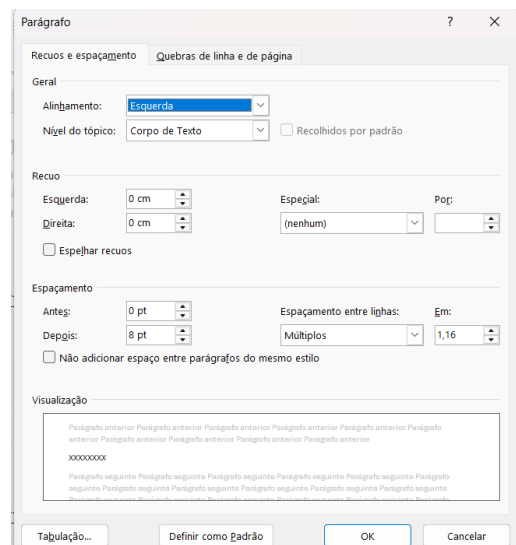 Parágrafo ? ×
Recuos e espaçamento Quebras de linha e de página
Geral
Alinhamento: Esquerda
Nível do tópico: Corpo de Texto Recolhidos por padrão
Recuo
Esquerda: 0 cm Especial: Por:
Direita: 0 cm (nenhum)
Espelhar recuos
Espaçamento
Antes: 0 pt Espaçamento entre linhas: Em:
Depois: 8 pt Múltiplos 1,16
Não adicionar espaço entre parágrafos do mesmo estilo
Visualização
Parágrafo anterior Parágrafo anterior Parágrafo anterior Parágrafo anterior Parágrafo anterior Parágrafo
anterior Parágrafo anterior Parágrafo anterior Parágrafo anterior Parágrafo anterior
xxxxxxxx
Parágrafo seguinte Parágrafo seguinte Parágrafo seguinte Parágrafo seguinte Parágrafo seguinte Parágrafo
seguinte Parágrafo seguinte Parágrafo seguinte Parágrafo seguinte Parágrafo seguinte Parágrafo seguinte
Tabulação... Definir como Padrão OK Cancelar